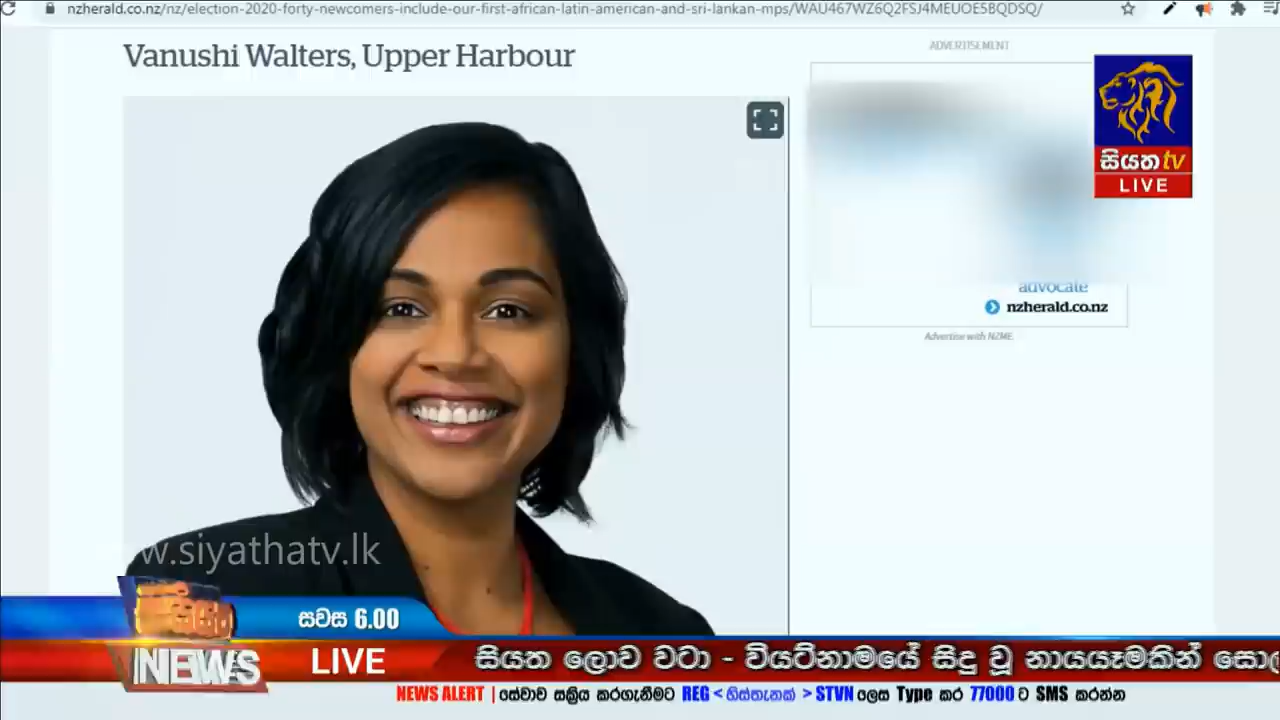 nzherald.co.nz/nz/election-2020-forty-newcomers-include-our-first-african-latin-american-and-sri-lankan-mps/WAU467WZ6Q2FSJ4MEUOE5BQDSQ/
Vanushi Walters, Upper Harbour
ADVERTISEMENT
සියත tv
LIVE
advocate
nzherald.co.nz
Advertise with NZME.
w.siyathatv.lk
සවස 6.00
NEWS
LIVE
සියත ලොව වටා - වියට්නාමයේ සිදු වූ නායයෑමකින් සොල
NEWS ALERT | සේවාව සක්‍රිය කරගැනීමට REG < හිස්තැනක් > STVN ලෙස Type කර 77000 ට SMS කරන්න